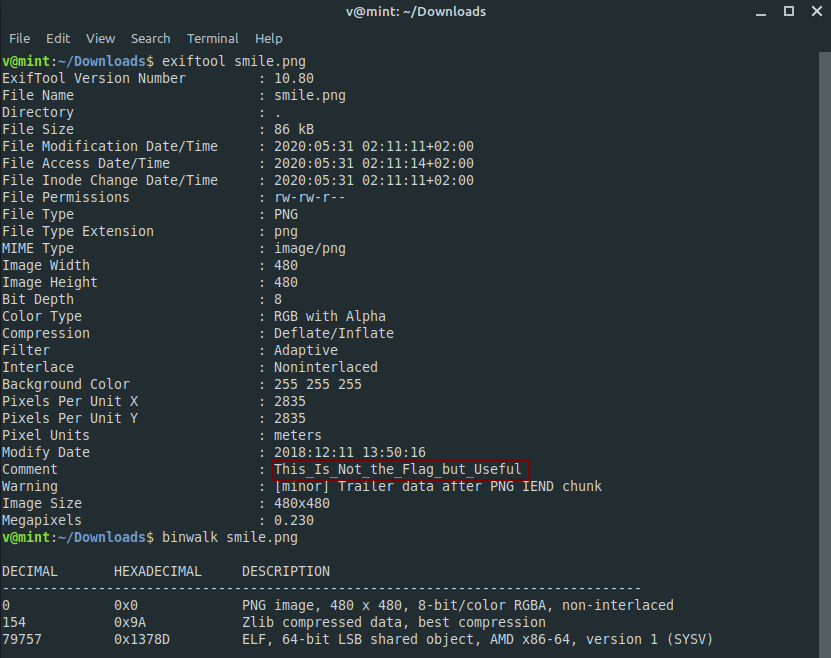 v@mint: ~/Downloads
File Edit View Search Terminal Help
v@mint:~/Downloads$ exiftool smile.png
ExifTool Version Number : 10.80
File Name : smile.png
Directory : .
File Size : 86 kB
File Modification Date/Time : 2020:05:31 02:11:11+02:00
File Access Date/Time : 2020:05:31 02:11:14+02:00
File Inode Change Date/Time : 2020:05:31 02:11:11+02:00
File Permissions : rw-rw-r--
File Type : PNG
File Type Extension : png
MIME Type : image/png
Image Width : 480
Image Height : 480
Bit Depth : 8
Color Type : RGB with Alpha
Compression : Deflate/Inflate
Filter : Adaptive
Interlace : Noninterlaced
Background Color : 255 255 255
Pixels Per Unit X : 2835
Pixels Per Unit Y : 2835
Pixel Units : meters
Modify Date : 2018:12:11 13:50:16
Comment : This_Is_Not_the_Flag_but_Useful
Warning : [minor] Trailer data after PNG IEND chunk
Image Size : 480x480
Megapixels : 0.230
v@mint:~/Downloads$ binwalk smile.png
DECIMAL HEXADECIMAL DESCRIPTION
--------------------------------------------------------------------------------
0 0x0 PNG image, 480 x 480, 8-bit/color RGBA, non-interlaced
154 0x9A Zlib compressed data, best compression
79757 0x1378D ELF, 64-bit LSB shared object, AMD x86-64, version 1 (SYSV)